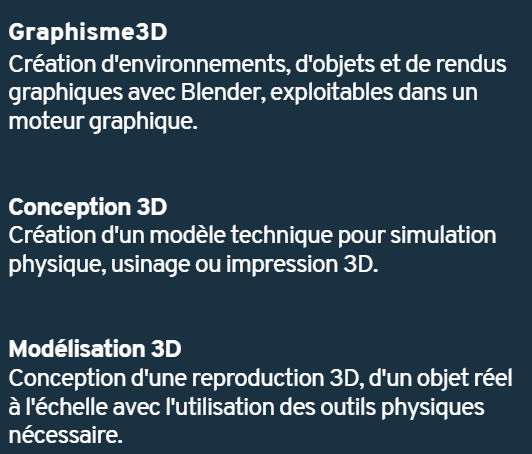 Graphisme3D
Création d'environnements, d'objets et de rendus
graphiques avec Blender, exploitables dans un
moteur graphique.
Conception 3D
Création d'un modèle technique pour simulation
physique, usinage ou impression 3D.
Modélisation 3D
Conception d'une reproduction 3D, d'un objet réel
à l'échelle avec l'utilisation des outils physiques
nécessaire.